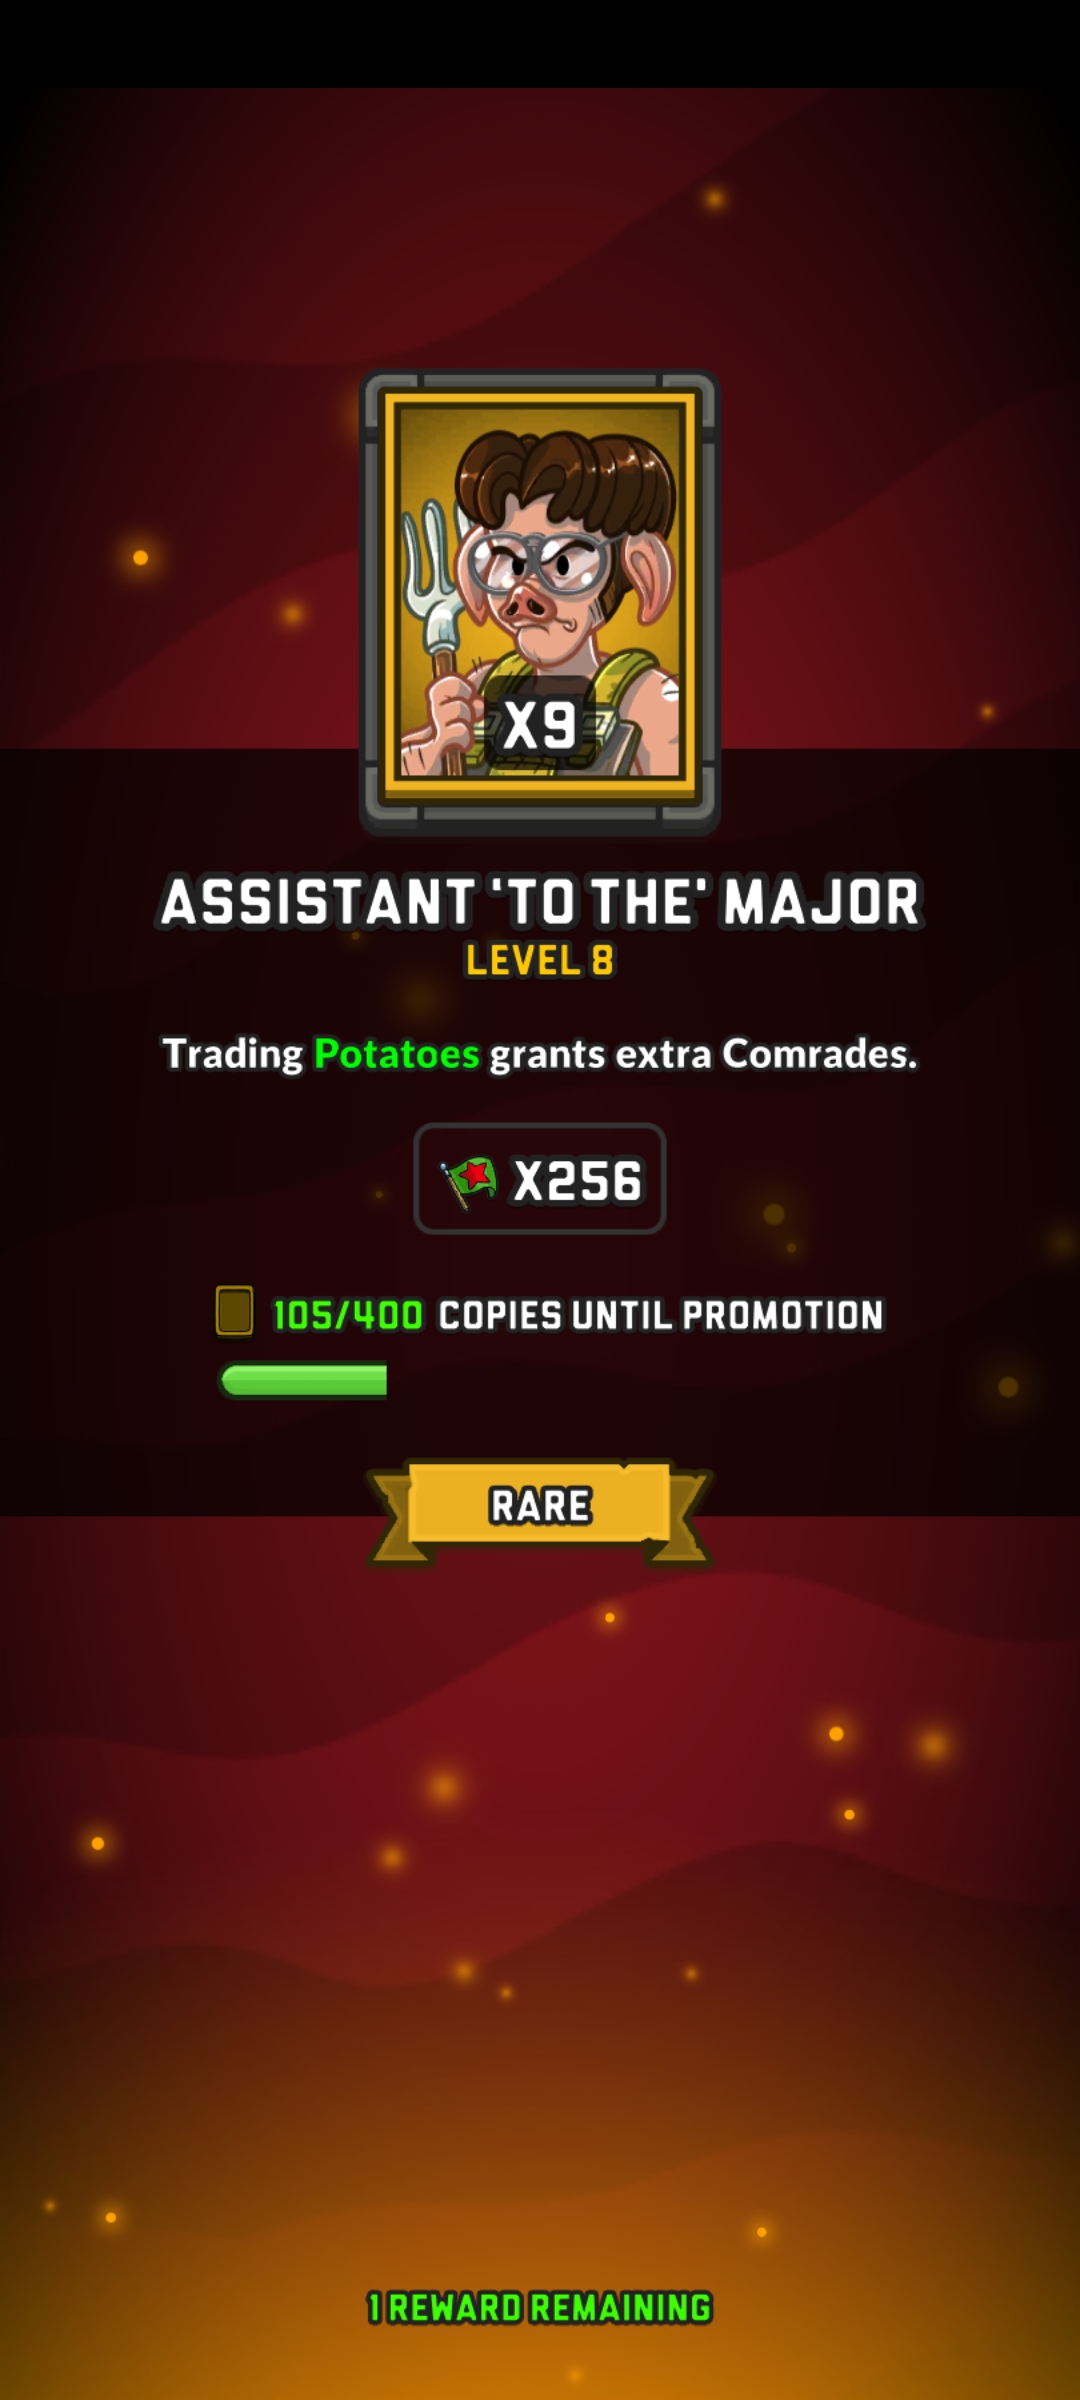 X9
ASSISTANT 'TO THE' MAJOR
LEVEL 8
Trading Potatoes grants extra Comrades.
X256
105/400 COPIES UNTIL PROMOTION
RARE
1 REWARD REMAINING